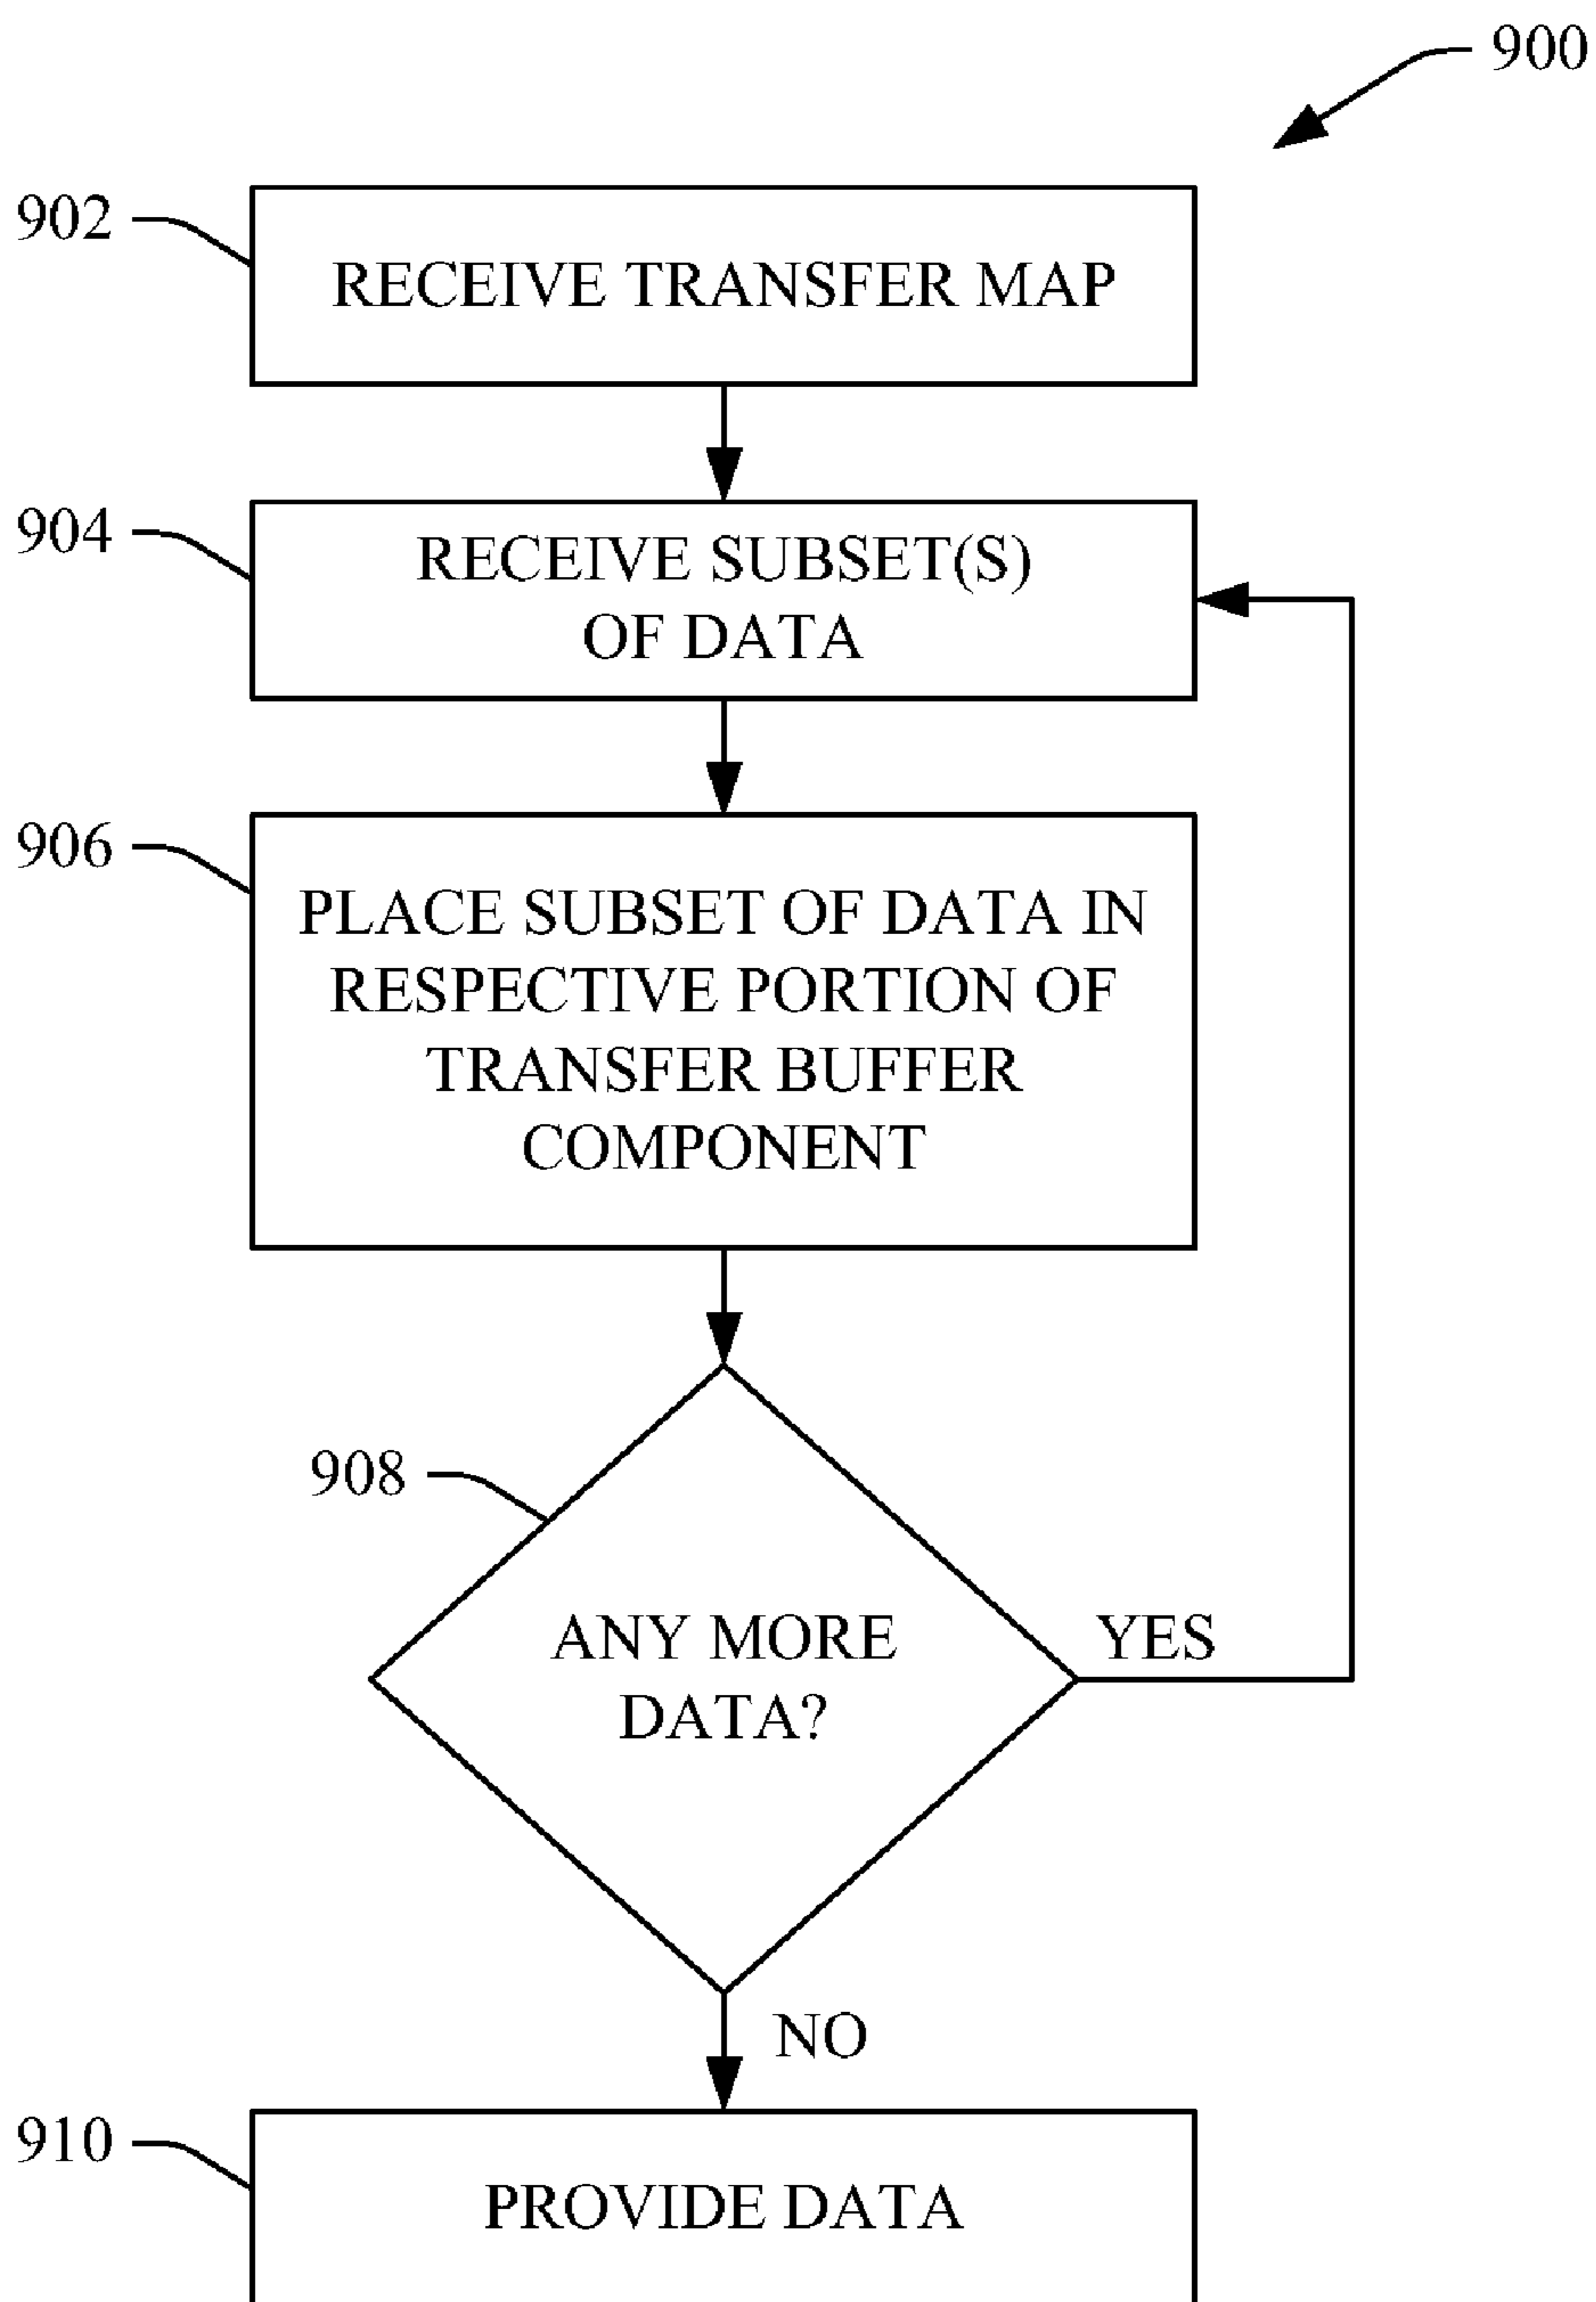 900
902
RECEIVE TRANSFER MAP
904
RECEIVE SUBSET(S)
OF DATA
906
PLACE SUBSET OF DATA IN
RESPECTIVE PORTION OF
TRANSFER BUFFER
COMPONENT
908
ANY MORE
DATA?
YES
NO
910
PROVIDE DATA